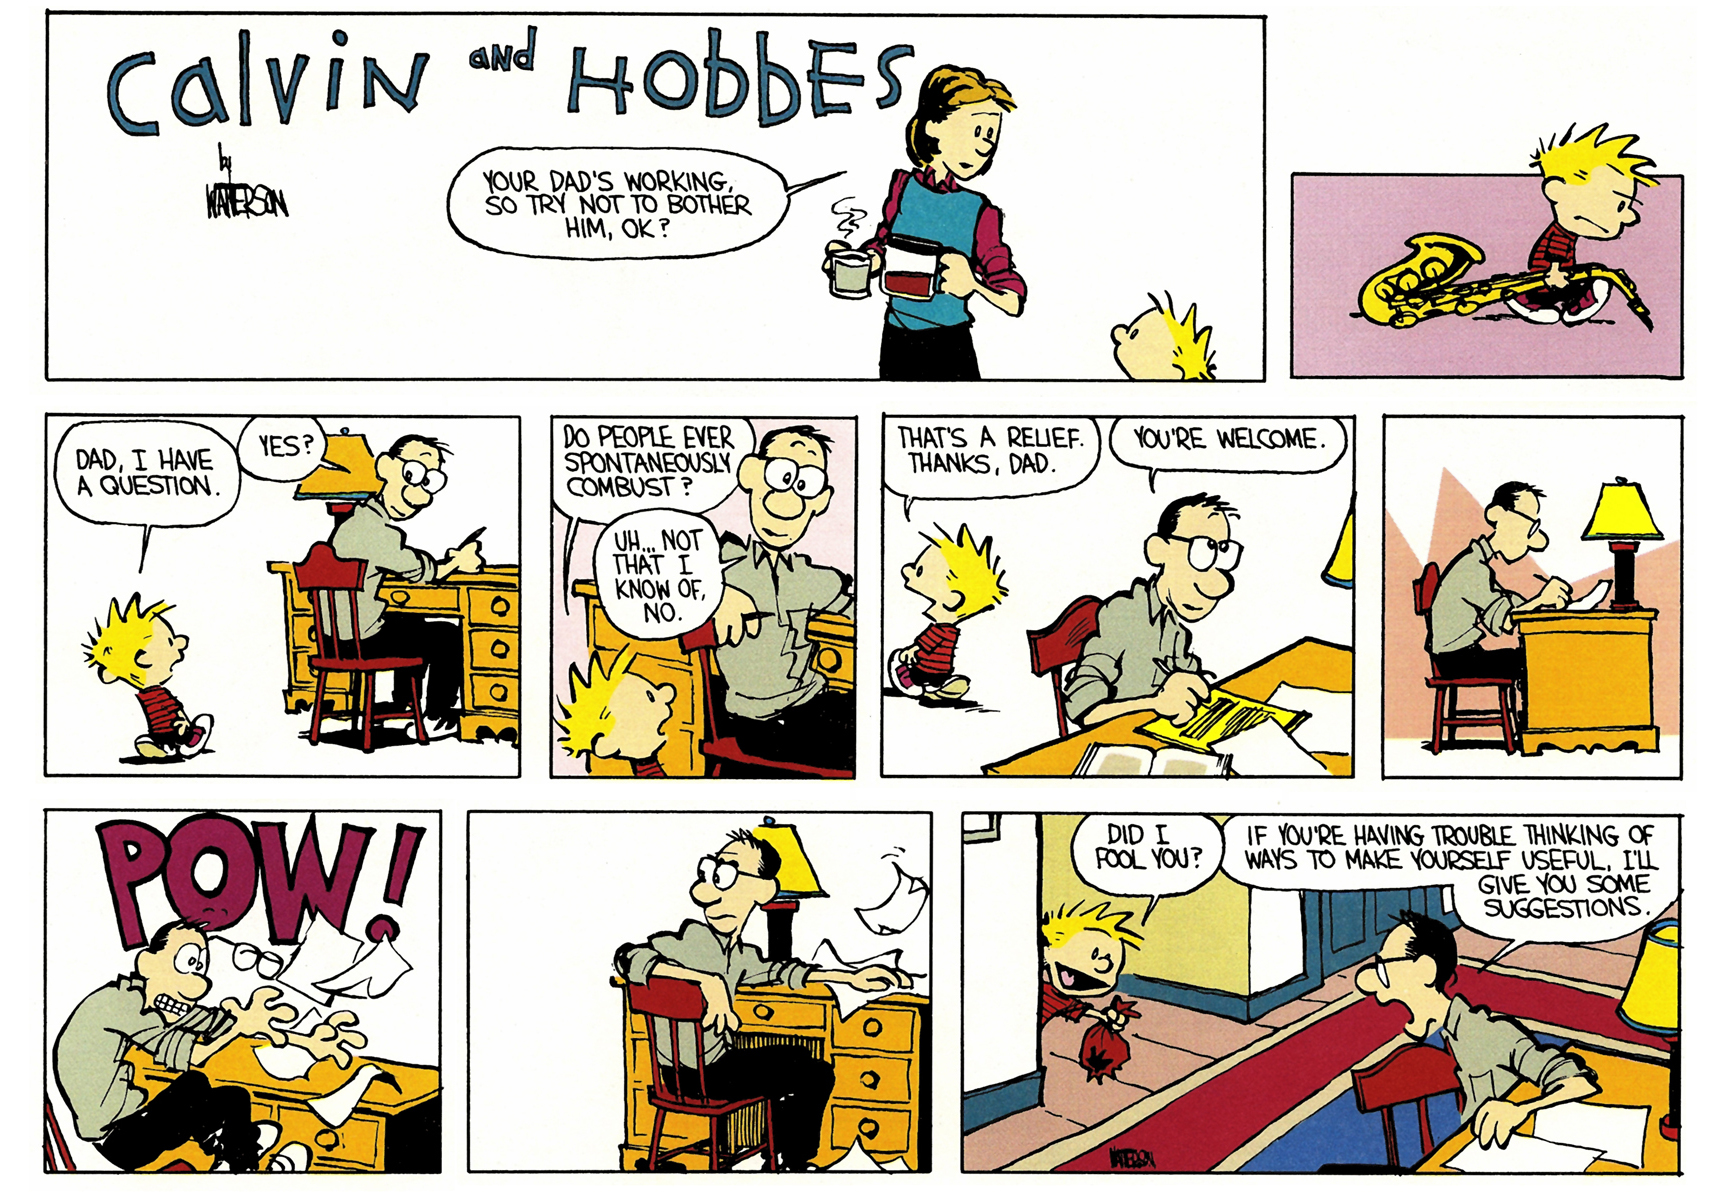 Calvin and Hobbes
by
WATTERSON
YOUR DAD'S WORKING,
SO TRY NOT TO BOTHER
HIM, OK?
DAD, I HAVE
A QUESTION.
YES?
DO PEOPLE EVER
SPONTANEOUSLY
COMBUST?
UH... NOT
THAT I
KNOW OF,
NO.
THAT'S A RELIEF.
THANKS, DAD.
YOU'RE WELCOME.
POW!
DID I
FOOL YOU?
IF YOU'RE HAVING TROUBLE THINKING OF
WAYS TO MAKE YOURSELF USEFUL, I'LL
GIVE YOU SOME
SUGGESTIONS.
WATTERSON